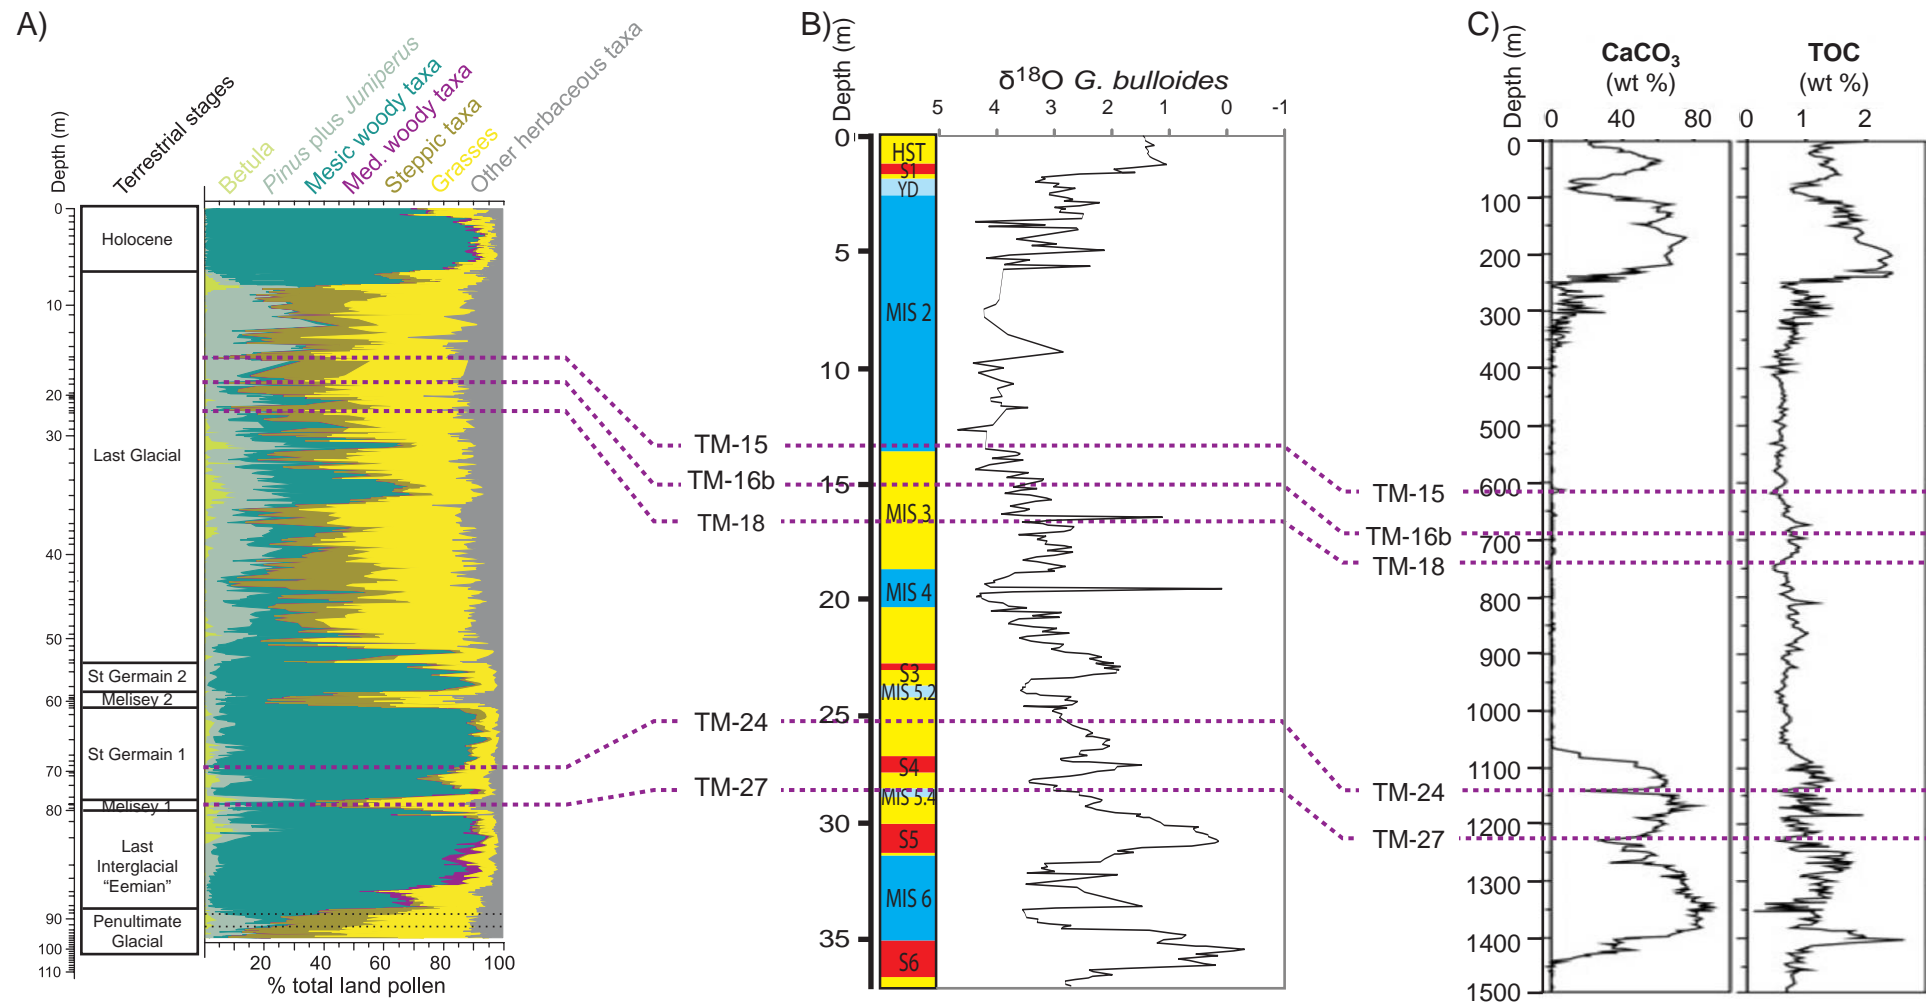 A)
Depth (m)
Terrestrial stages
Betula
Pinus plus Juniperus
Mesic woody taxa
Med. woody taxa
Steppic taxa
Grasses
Other herbaceous taxa
0
10
20
30
40
50
60
70
80
90
100
110
Holocene
Last Glacial
St Germain 2
Melisey 2
St Germain 1
Melisey 1
Last
Interglacial
“Eemian”
Penultimate
Glacial
20 40 60 80 100
% total land pollen
TM-15
TM-16b
TM-18
TM-24
TM-27
B)
Depth (m)
δ18O G. bulloides
5 4 3 2 1 0 -1
0
5
10
15
20
25
30
35
HST
S1
YD
MIS 2
MIS 3
MIS 4
S3
MIS 5.2
S4
MIS 5.4
S5
MIS 6
S6
TM-15
TM-16b
TM-18
TM-24
TM-27
C)
Depth (m)
CaCO3
(wt %)
TOC
(wt %)
0 40 80
0 1 2
0
100
200
300
400
500
600
700
800
900
1000
1100
1200
1300
1400
1500